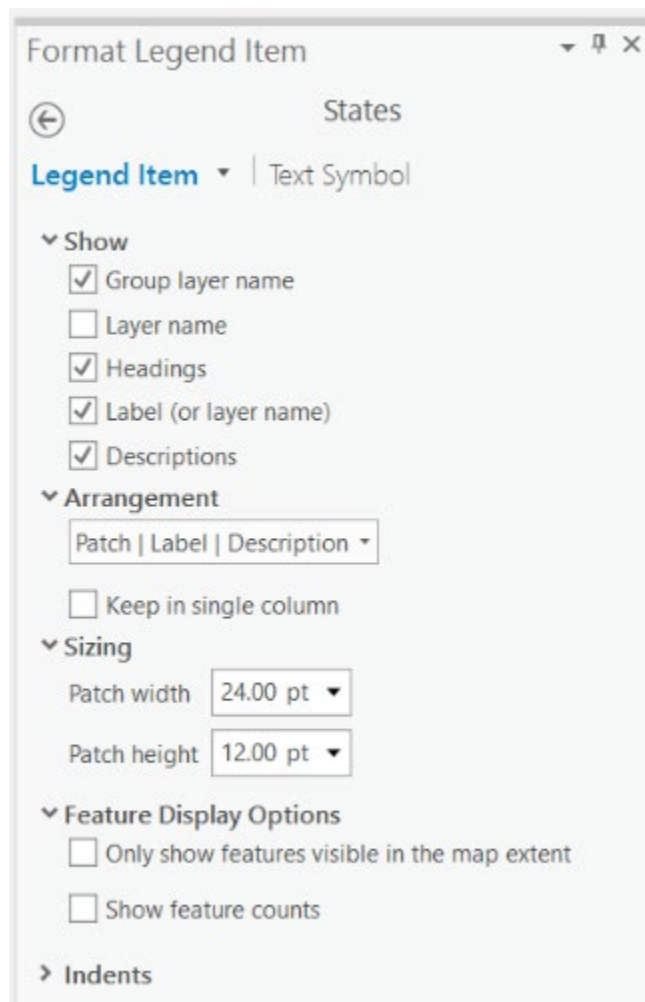 Format Legend Item
States
Legend Item | Text Symbol
Show
Group layer name
Layer name
Headings
Label (or layer name)
Descriptions
Arrangement
Patch | Label | Description
Keep in single column
Sizing
Patch width 24.00 pt
Patch height 12.00 pt
Feature Display Options
Only show features visible in the map extent
Show feature counts
Indents